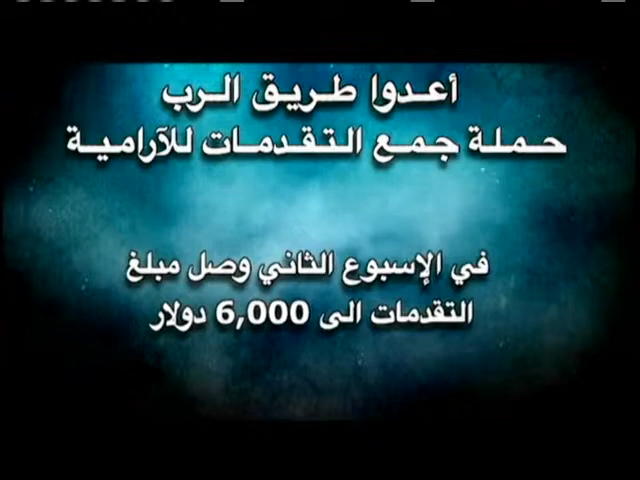 أعدوا طريق الرب
حملة جمع التقدمات للآرامية
في الإسبوع الثاني وصل مبلغ
التقدمات الى 6,000 دولار